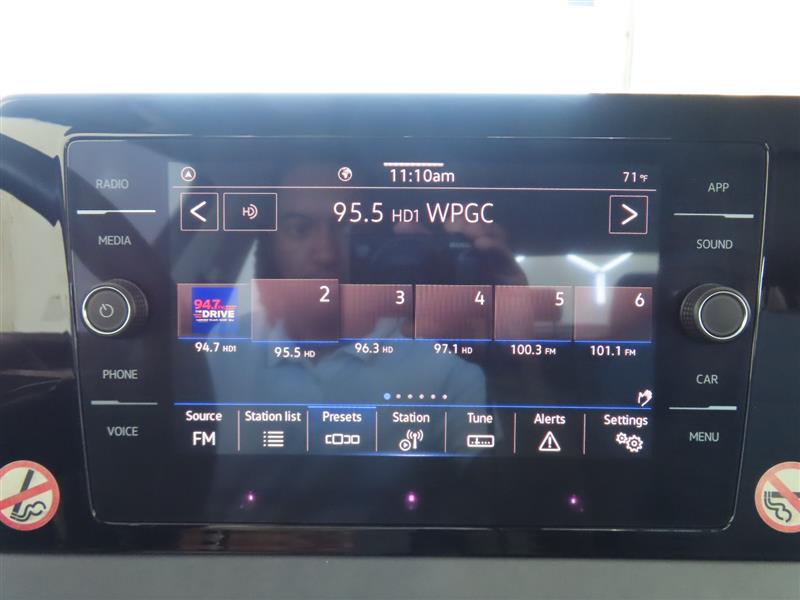 RADIO
MEDIA
PHONE
VOICE
11:10am
71°F
HD
95.5 HD1 WPGC
94.7
THE DRIVE
94.7 HD1
2
95.5 HD
3
96.3 HD
4
97.1 HD
5
100.3 FM
6
101.1 FM
Source
FM
Station list
Presets
Station
Tune
Alerts
Settings
APP
SOUND
CAR
MENU